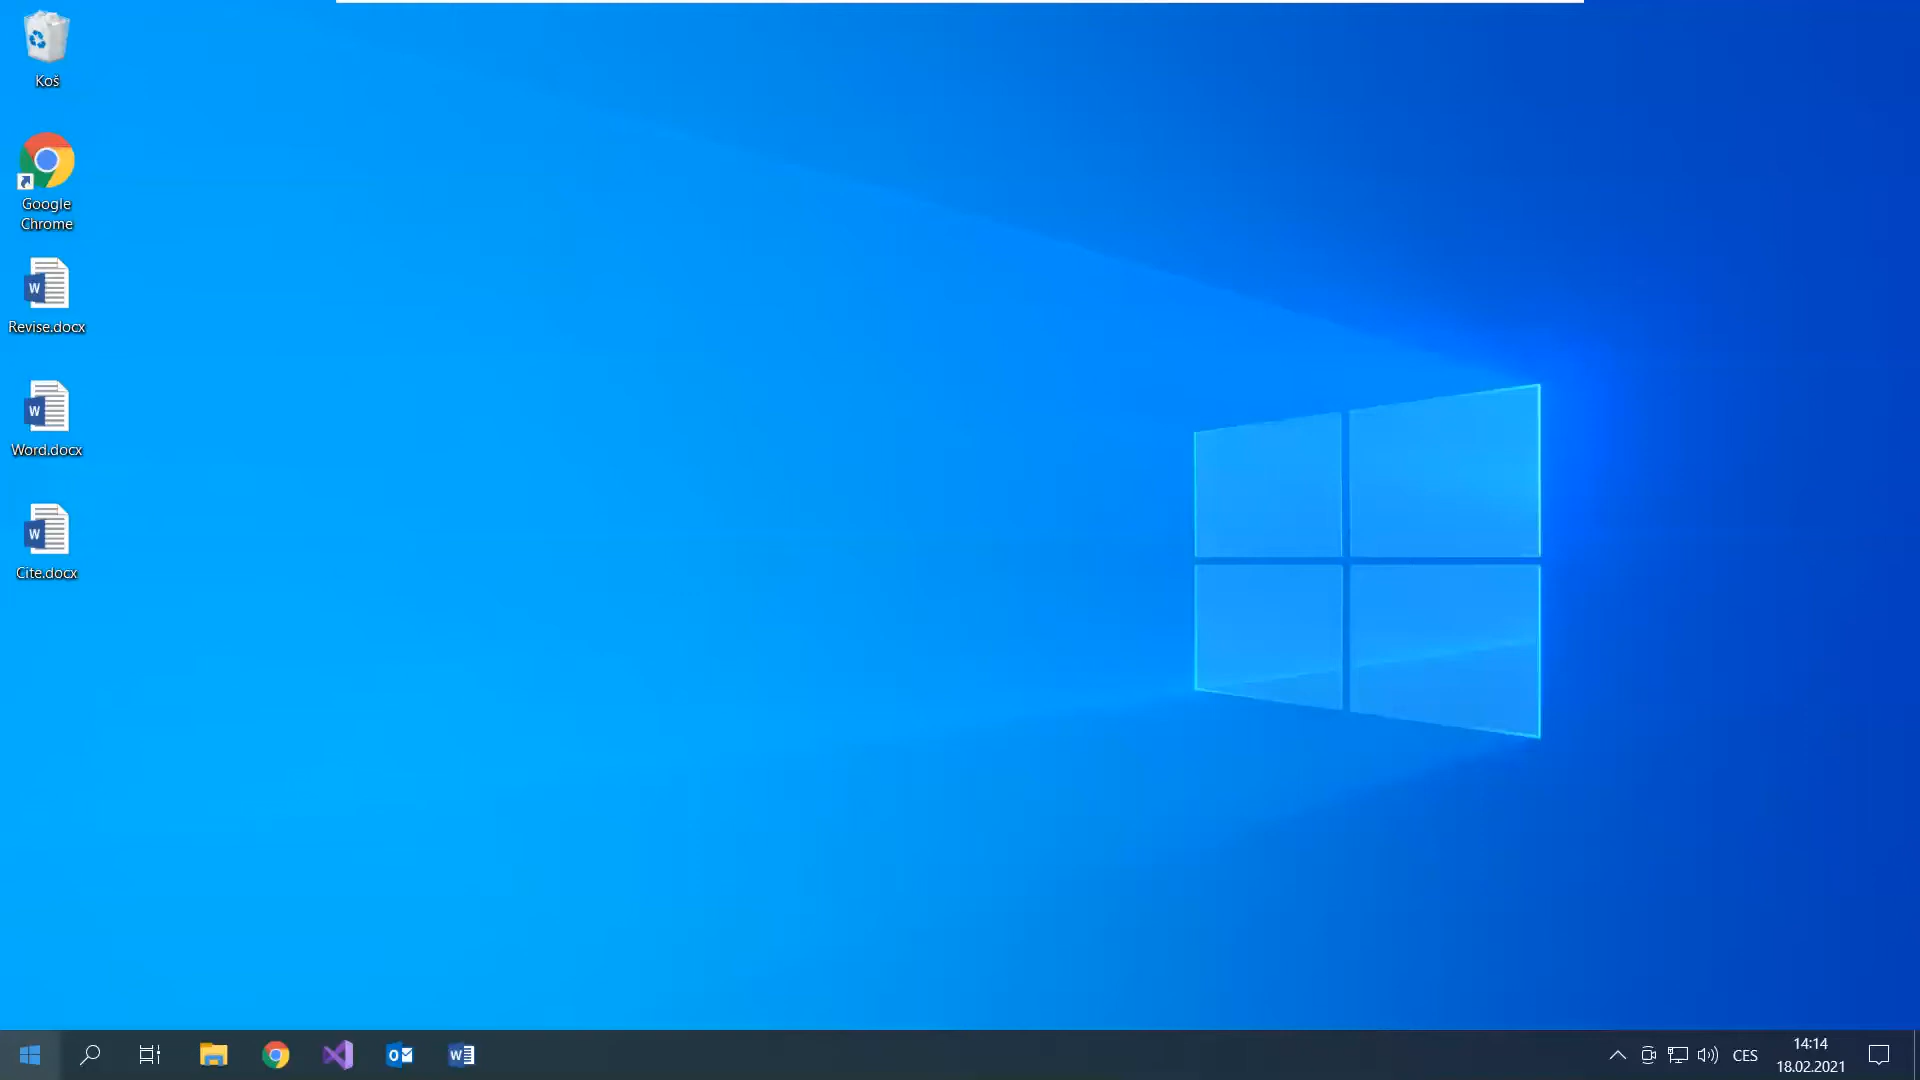 Koš
Google
Chrome
Revise.docx
Word.docx
Cite.docx
CES
14:14
18.02.2021